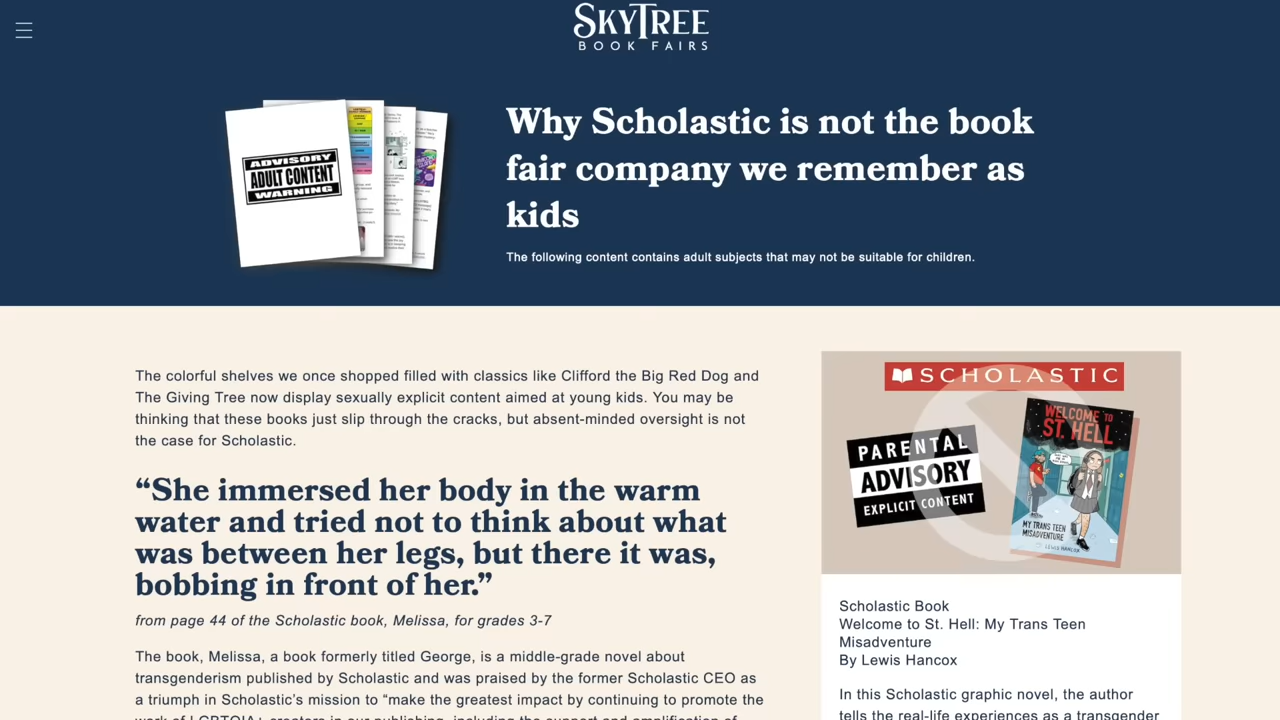 SKYTREE
BOOK FAIRS
ADVISORY
ADULT CONTENT
WARNING
Why Scholastic is not the book
fair company we remember as
kids
The following content contains adult subjects that may not be suitable for children.
The colorful shelves we once shopped filled with classics like Clifford the Big Red Dog and
The Giving Tree now display sexually explicit content aimed at young kids. You may be
thinking that these books just slip through the cracks, but absent-minded oversight is not
the case for Scholastic.
“She immersed her body in the warm
water and tried not to think about what
was between her legs, but there it was,
bobbing in front of her.”
from page 44 of the Scholastic book, Melissa, for grades 3-7
The book, Melissa, a book formerly titled George, is a middle-grade novel about
transgenderism published by Scholastic and was praised by the former Scholastic CEO as
a triumph in Scholastic’s mission to “make the greatest impact by continuing to promote the
work of LGBTQIA+ creators in our publishing, including the support and amplification of
SCHOLASTIC
PARENTAL
ADVISORY
EXPLICIT CONTENT
WELCOME TO
ST. HELL
MY TRANS TEEN
MISADVENTURE
LEWIS HANCOX
Scholastic Book
Welcome to St. Hell: My Trans Teen
Misadventure
By Lewis Hancox
In this Scholastic graphic novel, the author
tells the real-life experiences as a transgender